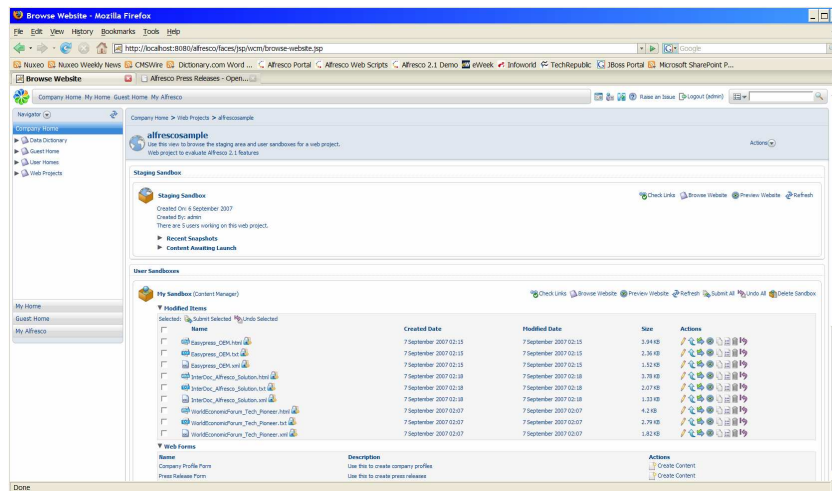 Browse Website - Mozilla Firefox
File Edit View History Bookmarks Tools Help
http://localhost:8080/alfresco/faces/jsp/wcm/browse-website.jsp
Google
Nuxeo Nuxeo Weekly News CMSWire Dictionary.com Word ... Alfresco Portal Alfresco Web Scripts Alfresco 2.1 Demo eWeek Infoworld TechRepublic JBoss Portal Microsoft SharePoint P...
Browse Website Alfresco Press Releases - Open...
Company Home My Home Guest Home My Alfresco
Raise an Issue Logout (admin)
Navigator
Company Home > Web Projects > alfrescosample
Company Home
Data Dictionary
Guest Home
User Homes
Web Projects
My Home
Guest Home
My Alfresco
alfrescosample
Use this view to browse the staging area and user sandboxes for a web project.
Web project to evaluate Alfresco 2.1 features
Actions
Staging Sandbox
Staging Sandbox
Check Links Browse Website Preview Website Refresh
Created On: 6 September 2007
Created By: admin
There are 5 users working on this web project.
Recent Snapshots
Content Awaiting Launch
User Sandboxes
My Sandbox (Content Manager)
Check Links Browse Website Preview Website Refresh Submit All Undo All Delete Sandbox
Modified Items
Selected: Submit Selected Undo Selected
Name Created Date Modified Date Size Actions
Easypress_OEM.html 7 September 2007 02:15 7 September 2007 02:15 3.94 KB
Easypress_OEM.txt 7 September 2007 02:15 7 September 2007 02:15 2.36 KB
Easypress_OEM.xml 7 September 2007 02:15 7 September 2007 02:15 1.52 KB
InterDoc_Alfresco_Solution.html 7 September 2007 02:18 7 September 2007 02:18 3.78 KB
InterDoc_Alfresco_Solution.txt 7 September 2007 02:18 7 September 2007 02:18 2.07 KB
InterDoc_Alfresco_Solution.xml 7 September 2007 02:18 7 September 2007 02:18 1.33 KB
WorldEconomicForum_Tech_Pioneer.html 7 September 2007 02:07 7 September 2007 02:07 4.2 KB
WorldEconomicForum_Tech_Pioneer.txt 7 September 2007 02:07 7 September 2007 02:07 2.79 KB
WorldEconomicForum_Tech_Pioneer.xml 7 September 2007 02:07 7 September 2007 02:07 1.82 KB
Web Forms
Name Description Actions
Company Profile Form Use this to create company profiles Create Content
Press Release Form Use this to create press releases Create Content
Done